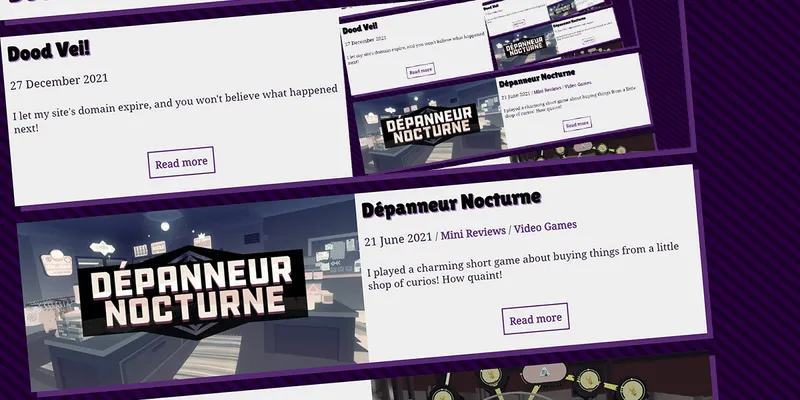 Dood Vei!
27 December 2021
I let my site's domain expire, and you won't believe what happened
next!
Read more
Dood Vei!
27 December 2021
I let my site's domain expire, and you won't believe what happened
next!
Read more
DÉPANNEUR
NOCTURNE
Dépanneur Nocturne
21 June 2021 / Mini Reviews / Video Games
I played a charming short game about buying things from a little
shop of curios! How quaint!
Read more
DÉPANNEUR
NOCTURNE
Dépanneur Nocturne
21 June 2021 / Mini Reviews / Video Games
I played a charming short game about buying things from a little
shop of curios! How quaint!
Read more